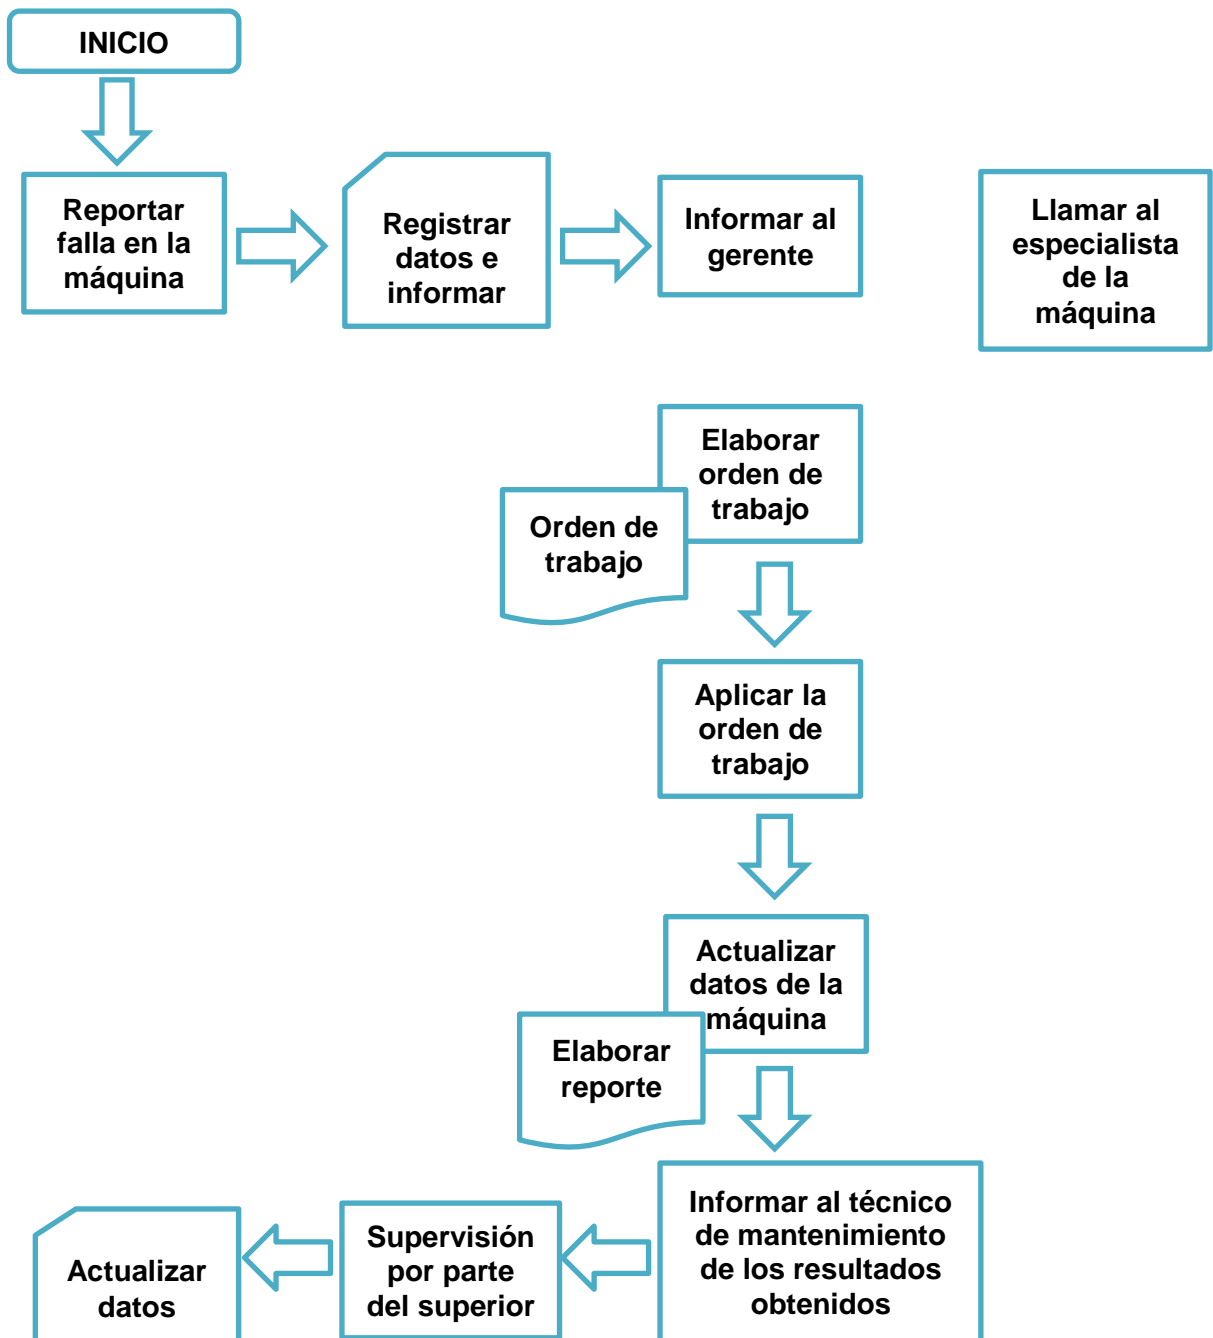 INICIO
Reportar
falla en la
máquina
Registrar
datos e
informar
Informar al
gerente
Llamar al
especialista
de la
máquina
Elaborar
orden de
trabajo
Orden de
trabajo
Aplicar la
orden de
trabajo
Actualizar
datos de la
máquina
Elaborar
reporte
Informar al técnico
de mantenimiento
de los resultados
obtenidos
Supervisión
por parte
del superior
Actualizar
datos